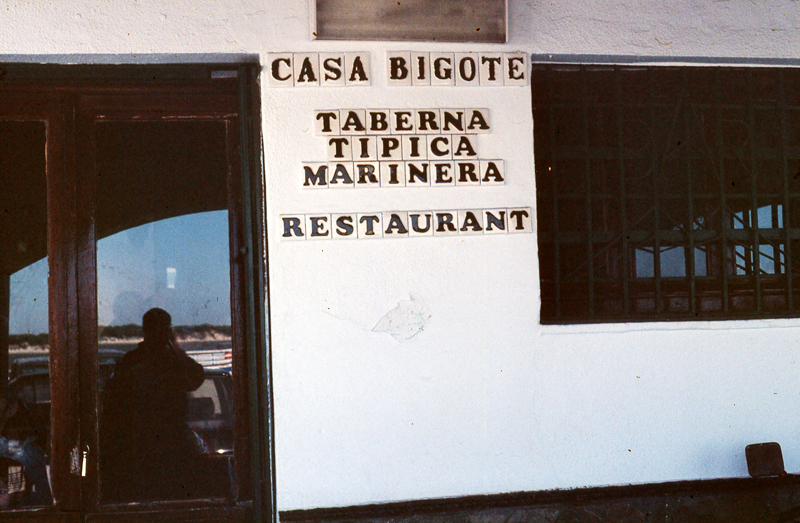 CASA BIGOTE
TABERNA
TIPICA
MARINERA
RESTAURANT